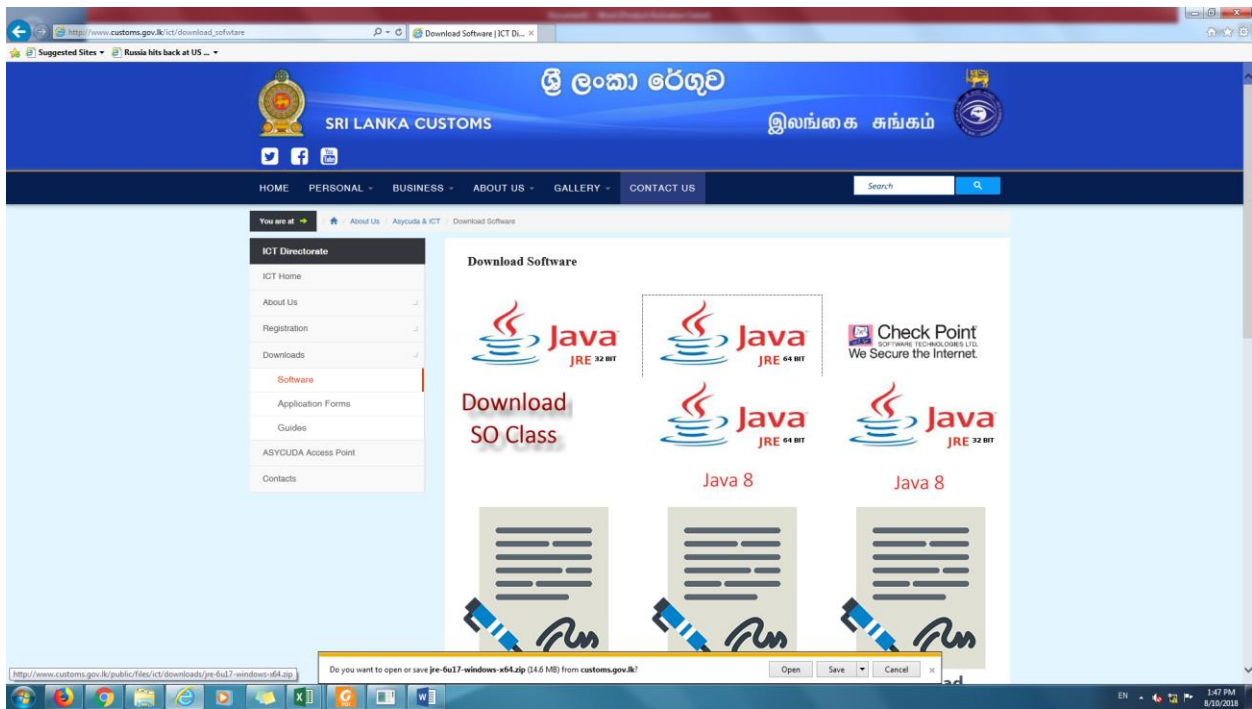 http://www.customs.gov.lk/ict/download_sofwtare
Download Software | ICT Di...
Suggested Sites
Russia hits back at US ...
ශ්‍රී ලංකා රේගුව
SRI LANKA CUSTOMS
இலங்கை சுங்கம்
You Tube
HOME PERSONAL BUSINESS ABOUT US GALLERY CONTACT US Search
You are at / About Us / Asycuda & ICT / Download Software
ICT Directorate
ICT Home
About Us
Registration
Downloads
Software
Application Forms
Guides
ASYCUDA Access Point
Contacts
Download Software
Java
JRE 32 BIT
Java
JRE 64 BIT
Check Point
SOFTWARE TECHNOLOGIES LTD.
We Secure the Internet.
Download
SO Class
Java
JRE 64 BIT
Java 8
Java
JRE 32 BIT
Java 8
http://www.customs.gov.lk/public/files/ict/downloads/jre-6u17-windows-x64.zip
Do you want to open or save jre-6u17-windows-x64.zip (14.6 MB) from customs.gov.lk?
Open Save Cancel
EN
1:47 PM
8/10/2018